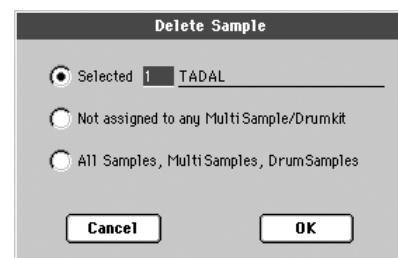 Delete Sample
Selected 1 TADAL
Not assigned to any MultiSample/Drumkit
All Samples, MultiSamples, DrumSamples
Cancel OK